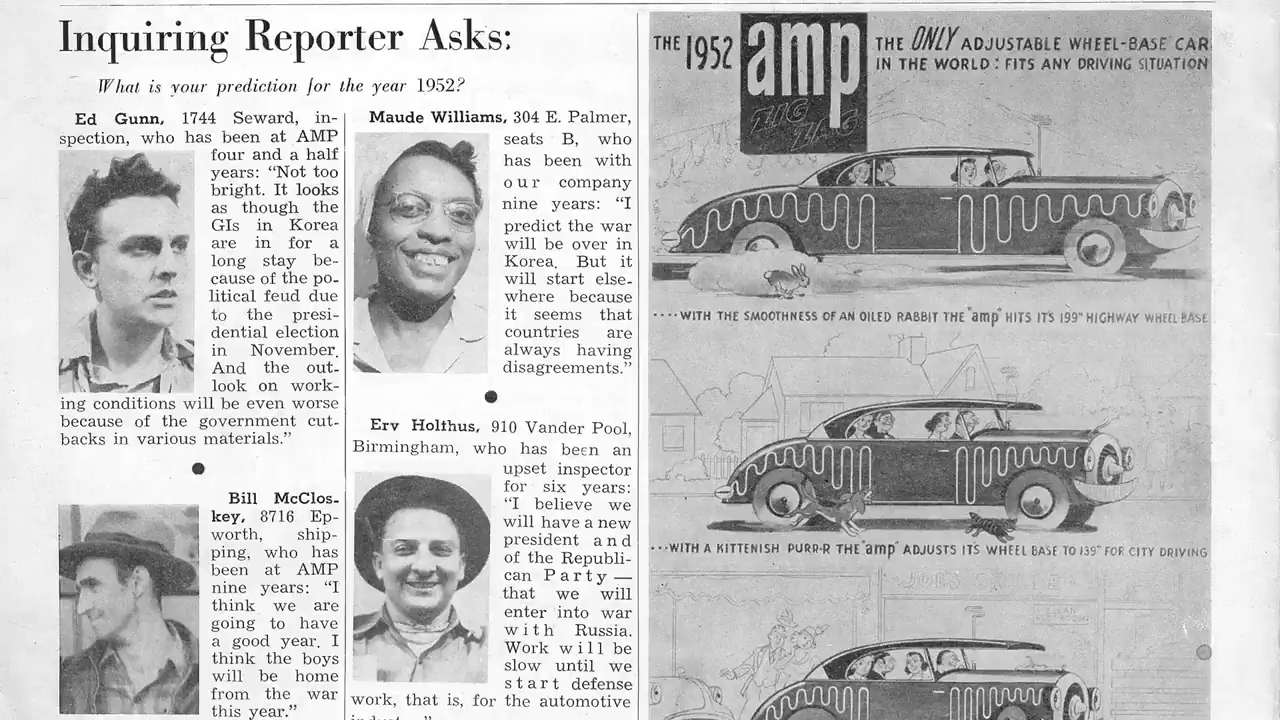 Inquiring Reporter Asks:
What is your prediction for the year 1952?
Ed Gunn, 1744 Seward, in-
spection, who has been at AMP
four and a half
years: "Not too
bright. It looks
as though the
GIs in Korea
are in for a
long stay be-
cause of the po-
litical feud due
to the presi-
dential election
in November.
And the out-
look on work-
ing conditions will be even worse
because of the government cut-
backs in various materials."
Bill McClos-
key, 8716 Ep-
worth, ship-
ping, who has
been at AMP
nine years: "I
think we are
going to have
a good year. I
think the boys
will be home
from the war
this year."
Maude Williams, 304 E. Palmer,
seats B, who
has been with
our company
nine years: "I
predict the war
will be over in
Korea. But it
will start else-
where because
it seems that
countries are
always having
disagreements."
Erv Holthus, 910 Vander Pool,
Birmingham, who has been an
upset inspector
for six years:
"I believe we
will have a new
president and
of the Republi-
can Party—
that we will
enter into war
with Russia.
Work will be
slow until we
start defense
work, that is, for the automotive
THE 1952 amp
ZIG
ZAG
THE ONLY ADJUSTABLE WHEEL-BASE CAR
IN THE WORLD: FITS ANY DRIVING SITUATION
....WITH THE SMOOTHNESS OF AN OILED RABBIT THE "amp" HITS ITS 199" HIGHWAY WHEEL BASE
...WITH A KITTENISH PURR-R THE "amp" ADJUSTS ITS WHEEL BASE TO 139" FOR CITY DRIVING
JOE'S